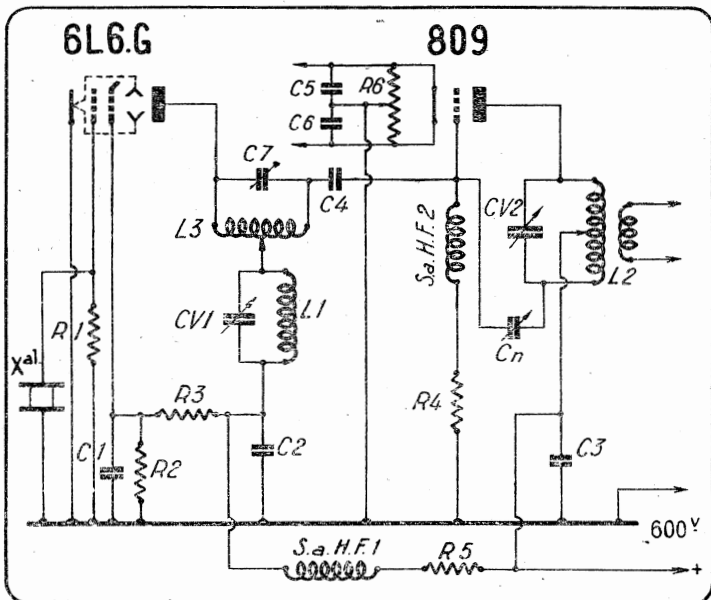 6L6.G
809
C5
R6
C6
C7
C4
L3
S.a.H.F.2
CV2
L2
CV1
L1
Cn
R1
Xal
R3
R4
C1
R2
C2
C3
600v
S.a.H.F.1
R5
+